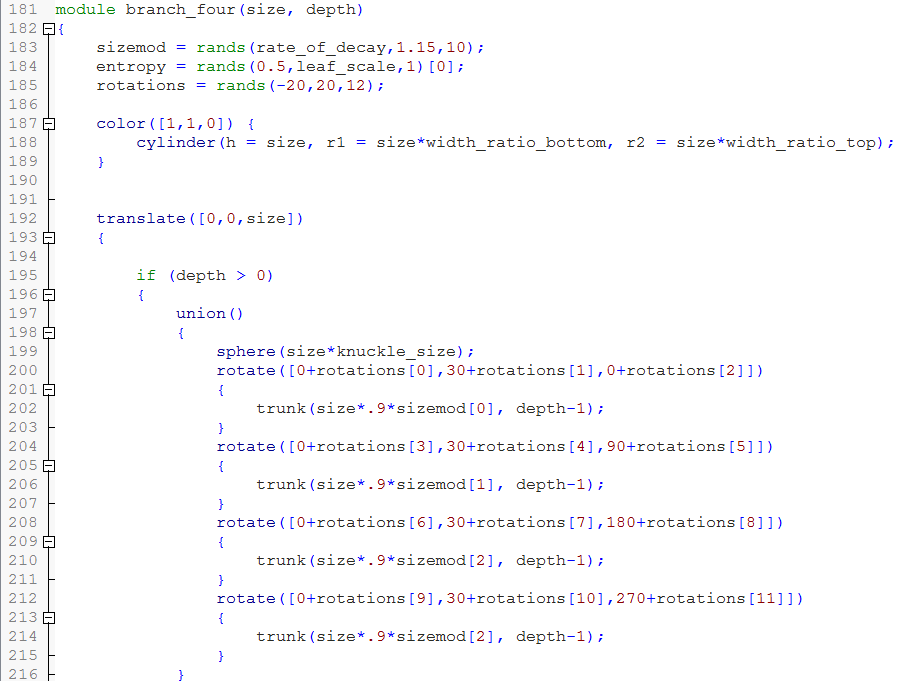 181 module branch_four(size, depth)
182 {
183     sizemod = rands(rate_of_decay,1.15,10);
184     entropy = rands(0.5,leaf_scale,1)[0];
185     rotations = rands(-20,20,12);
186
187     color([1,1,0]) {
188         cylinder(h = size, r1 = size*width_ratio_bottom, r2 = size*width_ratio_top);
189     }
190
191
192     translate([0,0,size])
193     {
194
195         if (depth > 0)
196         {
197             union()
198             {
199                 sphere(size*knuckle_size);
200                 rotate([0+rotations[0],30+rotations[1],0+rotations[2]])
201                 {
202                     trunk(size*.9*sizemod[0], depth-1);
203                 }
204                 rotate([0+rotations[3],30+rotations[4],90+rotations[5]])
205                 {
206                     trunk(size*.9*sizemod[1], depth-1);
207                 }
208                 rotate([0+rotations[6],30+rotations[7],180+rotations[8]])
209                 {
210                     trunk(size*.9*sizemod[2], depth-1);
211                 }
212                 rotate([0+rotations[9],30+rotations[10],270+rotations[11]])
213                 {
214                     trunk(size*.9*sizemod[2], depth-1);
215                 }
216             }